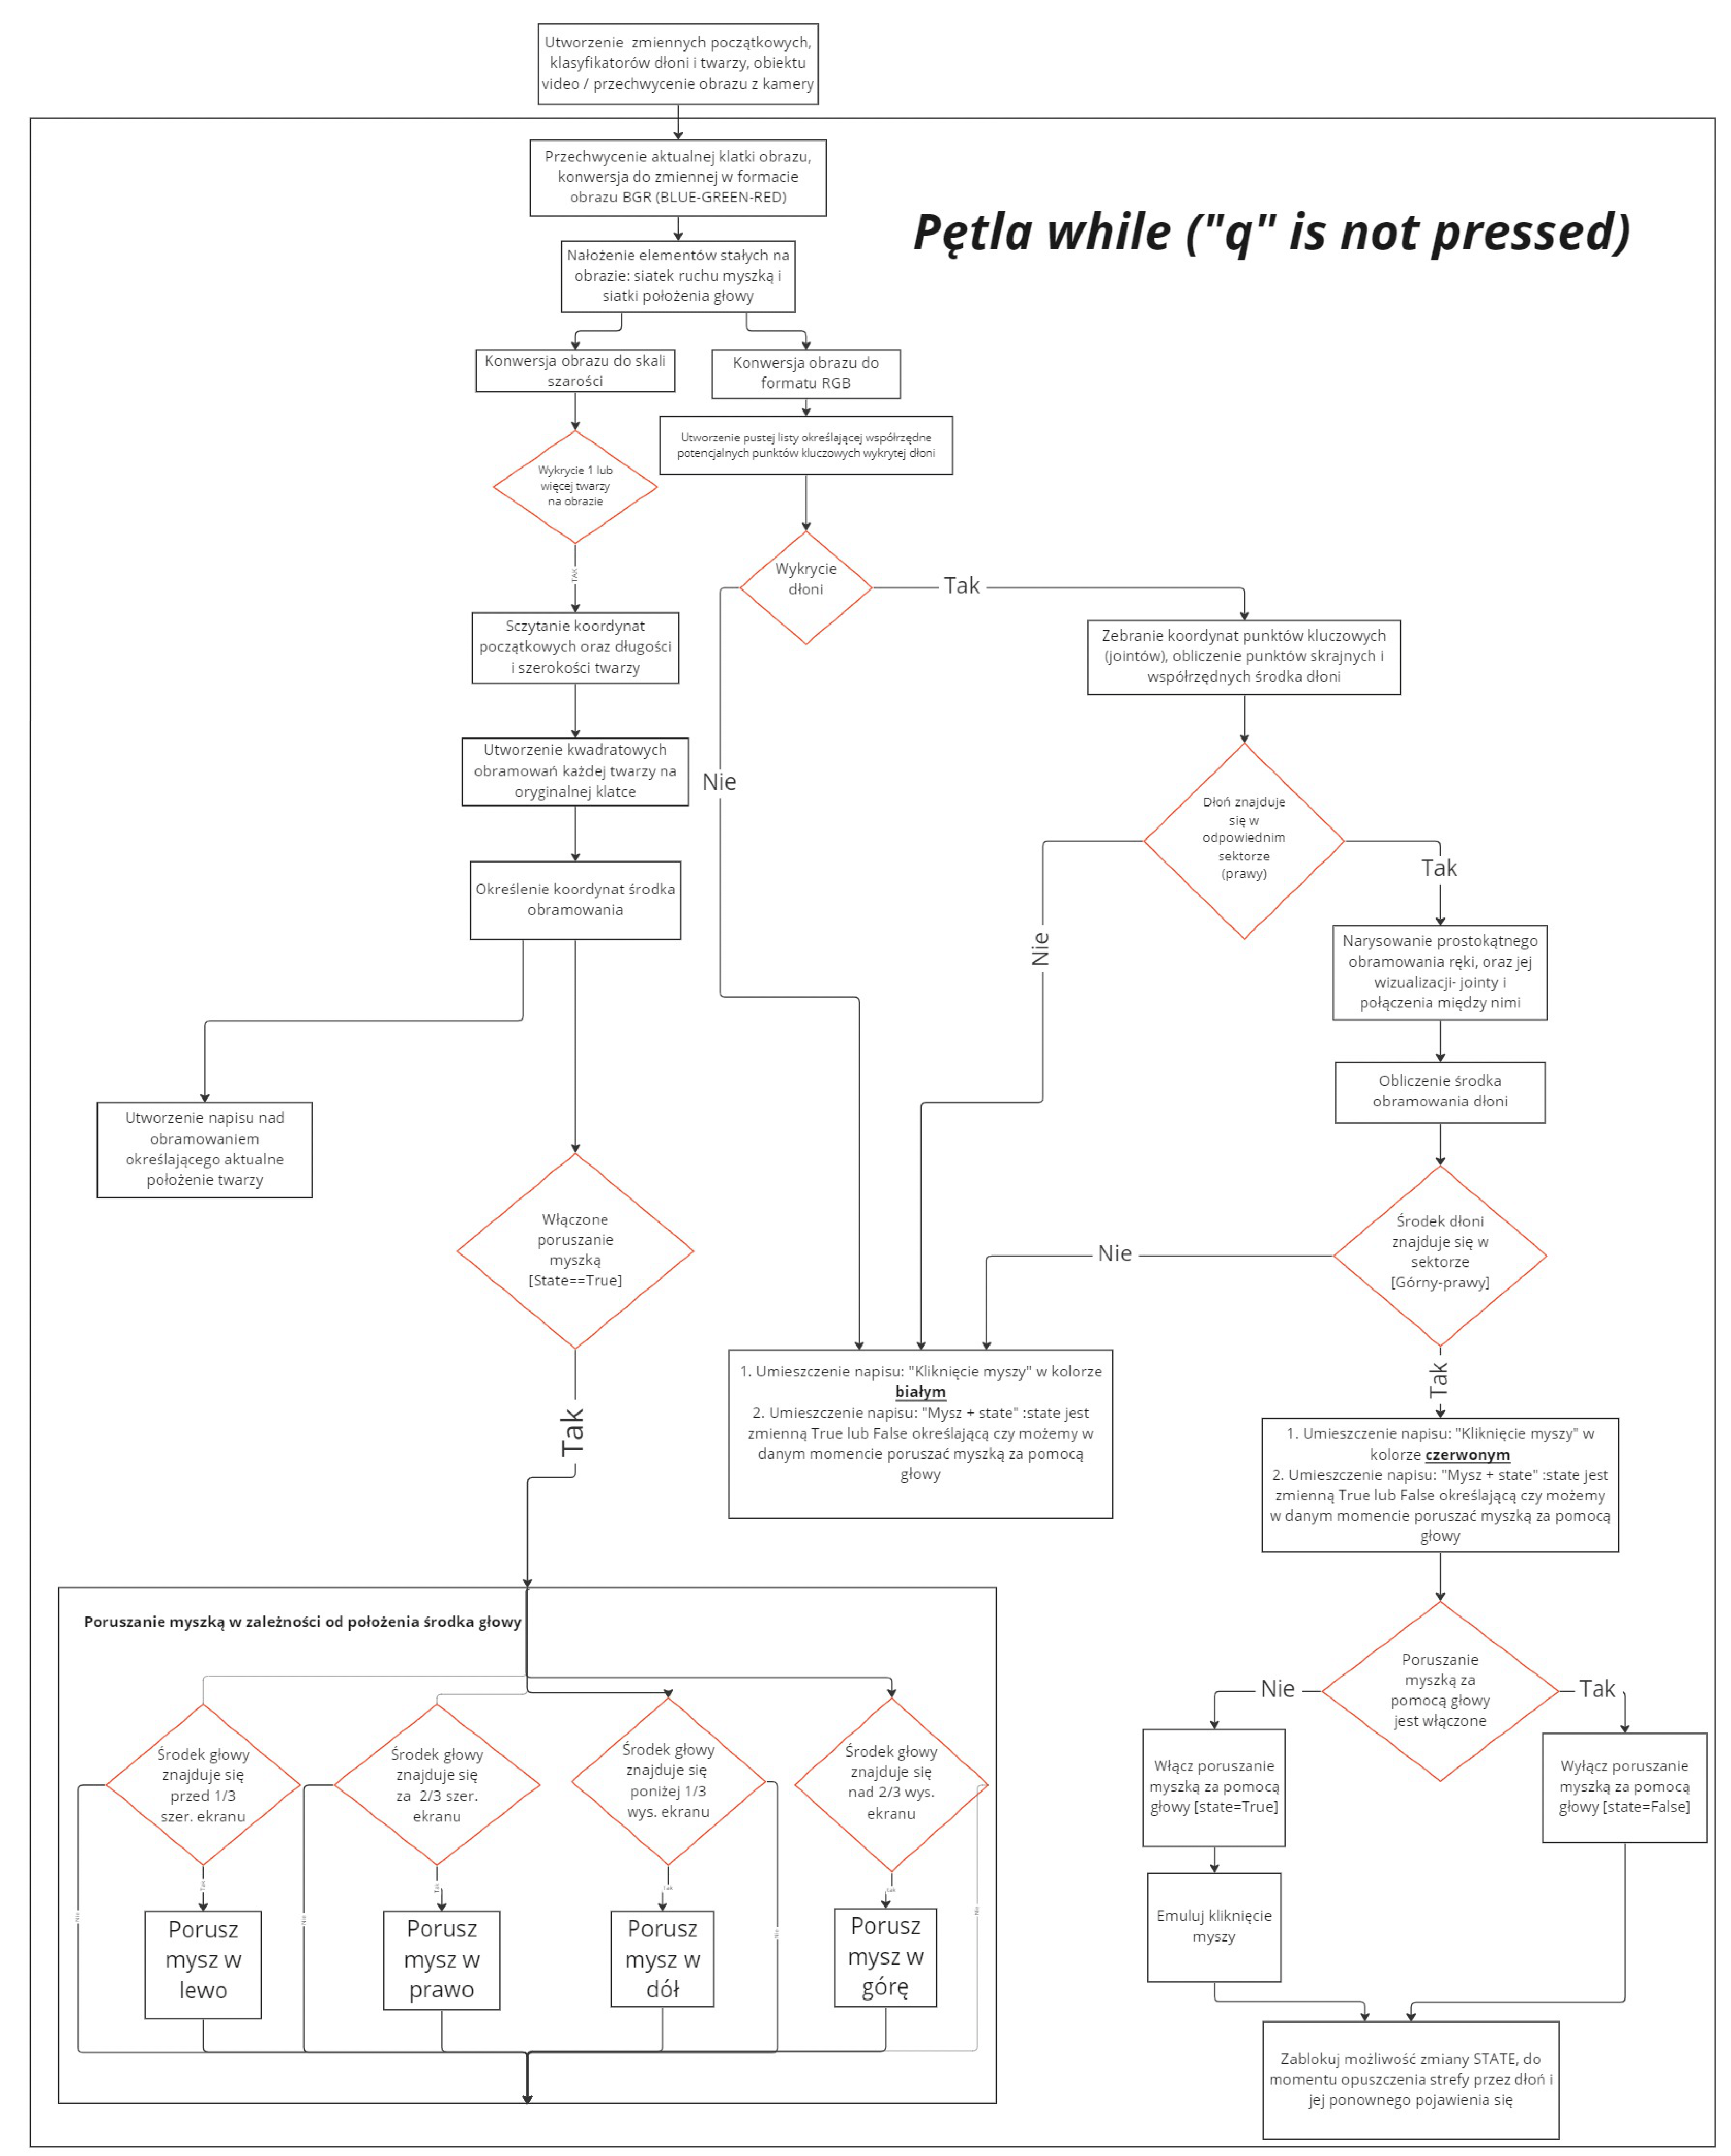 Utworzenie zmiennych początkowych,
klasyfikatorów dłoni i twarzy, obiektu
video / przechwycenie obrazu z kamery
Przechwycenie aktualnej klatki obrazu,
konwersja do zmiennej w formacie
obrazu BGR (BLUE-GREEN-RED)
Pętla while ("q" is not pressed)
Nałożenie elementów stałych na
obrazie: siatek ruchu myszką i
siatki położenia głowy
Konwersja obrazu do skali
szarości
Konwersja obrazu do
formatu RGB
Utworzenie pustej listy określającej współrzędne
potencjalnych punktów kluczowych wykrytej dłoni
Wykrycie 1 lub
więcej twarzy
na obrazie
TAK
Wykrycie
dłoni
Tak
Nie
Sczytanie koordynat
początkowych oraz długości
i szerokości twarzy
Zebranie koordynat punktów kluczowych
(jointów), obliczenie punktów skrajnych i
współrzędnych środka dłoni
Utworzenie kwadratowych
obramowań każdej twarzy na
oryginalnej klatce
Dłoń znajduje
się w
odpowiednim
sektorze
(prawy)
Tak
Nie
Określenie koordynat środka
obramowania
Narysowanie prostokątnego
obramowania ręki, oraz jej
wizualizacji- jointy i
połączenia między nimi
Obliczenie środka
obramowania dłoni
Utworzenie napisu nad
obramowaniem
określającego aktualne
położenie twarzy
Włączone
poruszanie
myszką
[State==True]
Tak
Środek dłoni
znajduje się w
sektorze
[Górny-prawy]
Nie
Tak
1. Umieszczenie napisu: "Kliknięcie myszy" w kolorze
białym
2. Umieszczenie napisu: "Mysz + state" :state jest
zmienną True lub False określającą czy możemy w
danym momencie poruszać myszką za pomocą
głowy
1. Umieszczenie napisu: "Kliknięcie myszy" w
kolorze czerwonym
2. Umieszczenie napisu: "Mysz + state" :state jest
zmienną True lub False określającą czy możemy
w danym momencie poruszać myszką za pomocą
głowy
Poruszanie myszką w zależności od położenia środka głowy
Środek głowy
znajduje się
przed 1/3
szer. ekranu
Środek głowy
znajduje się
za 2/3 szer.
ekranu
Środek głowy
znajduje się
poniżej 1/3
wys. ekranu
Środek głowy
znajduje się
nad 2/3 wys.
ekranu
Tak
Tak
Tak
Tak
Nie
Nie
Nie
Nie
Porusz
mysz w
lewo
Porusz
mysz w
prawo
Porusz
mysz w
dół
Porusz
mysz w
górę
Poruszanie
myszką za
pomocą głowy
jest włączone
Nie
Tak
Włącz poruszanie
myszką za pomocą
głowy [state=True]
Wyłącz poruszanie
myszką za pomocą
głowy [state=False]
Emuluj kliknięcie
myszy
Zablokuj możliwość zmiany STATE, do
momentu opuszczenia strefy przez dłoń i
jej ponownego pojawienia się